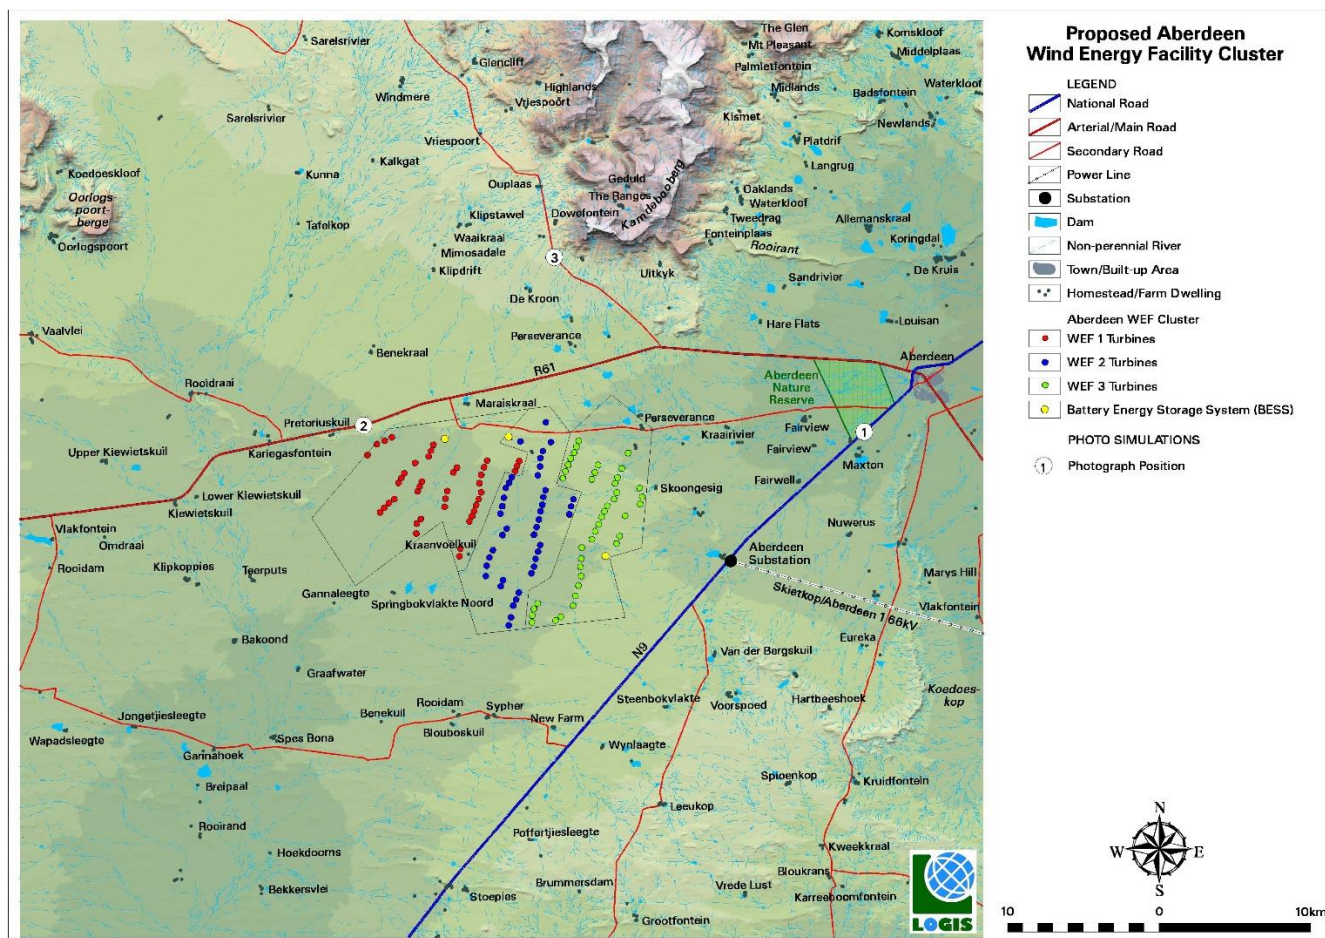 Proposed Aberdeen
Wind Energy Facility Cluster
LEGEND
National Road
Arterial/Main Road
Secondary Road
Power Line
Substation
Dam
Non-perennial River
Town/Built-up Area
Homestead/Farm Dwelling
Aberdeen WEF Cluster
WEF 1 Turbines
WEF 2 Turbines
WEF 3 Turbines
Battery Energy Storage System (BESS)
PHOTO SIMULATIONS
1 Photograph Position
N
W E
S
10 0 10km
LOGIS
Sarelsrivier
Glencliff
The Glen
Mt Pleasant
Palmietfontein
Kornskloof
Middelplaas
Waterkloof
Windmere
Highlands
Vriespoort
Midlands
Badsfontein
Sarelsrivier
Kismet
Newlands
Vriespoort
Platdrif
Kalkgat
Langrug
Koedoeskloof
Kunna
Ouplaas
Geduld
The Ranges
Kamdebooberg
Oaklands
Waterkloof
Oorlogs
poort-
berge
Tafelkop
Klipstawel
Dowefontein
Tweedrag
Allemanskraal
Oorlogspoort
Waaikraal
Mimosadale
Fonteinplaas
Rooirant
Koringdal
Klipdrift
3
Uitkyk
Sandrivier
De Kruis
De Kroon
Vaalvlei
Perseverance
Hare Flats
Louisan
Benekraal
R61
Aberdeen
Rooidraai
Aberdeen
Nature
Reserve
Maraiskraal
Perseverance
Pretoriuskuil
2
Fairview
1
Kariegasfontein
Kraairivier
Fairview
Upper Kiewietskuil
Maxton
Fairwell
Lower Kiewietskuil
Skoongesig
Kiewietskuil
Vlakfontein
Omdraai
Nuwerus
Kraanvoelkuil
Aberdeen
Substation
Rooidam
Klipkoppies
Teerputs
Marys Hill
Gannaleegte
Springbokvlakte Noord
Skietkop/Aberdeen 1 66kV
Vlakfontein
Bakoond
Eureka
N9
Van der Bergskuil
Graafwater
Steenbokvlakte
Hartbeeshoek
Koedoes-
kop
Voorspoed
Jongetjiesleegte
Benekuil
Rooidam
Sypher
New Farm
Wapadsleegte
Spes Bona
Blouboskuil
Gannahoek
Wynlaagte
Breipaal
Spioenkop
Kruidfontein
Leeukop
Rooirand
Poffertjiesleegte
Hoekdoorns
Kweekkraal
Bekkersvlei
Stoepies
Brummersdam
Vrede Lust
Bloukrans
Karreeboomfontein
Grootfontein